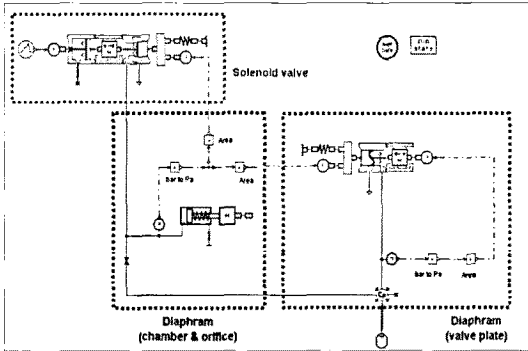 Solenoid valve
Area
bar to Pa
Area
bar to Pa
Area
Diaphram
(chamber & orifice)
Diaphram
(valve plate)